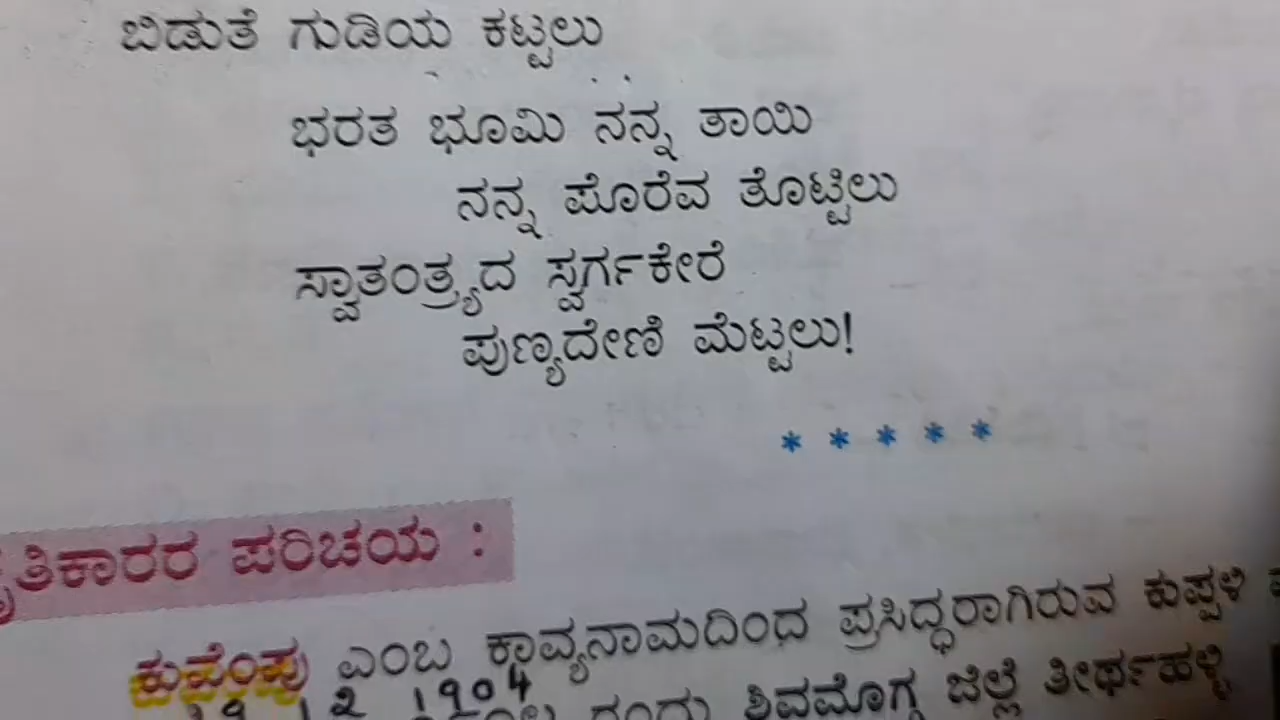 ಬಿಡುತೆ ಗುಡಿಯ ಕಟ್ಟಲು
ಭರತ ಭೂಮಿ ನನ್ನ ತಾಯಿ
ನನ್ನ ಪೊರೆವ ತೊಟ್ಟಿಲು
ಸ್ವಾತಂತ್ರ್ಯದ ಸ್ವರ್ಗಕೇರೆ
ಪುಣ್ಯದೇಣಿ ಮೆಟ್ಟಲು!
* * * * *
ಕೃತಿಕಾರರ ಪರಿಚಯ :
ಕುವೆಂಪು ಎಂಬ ಕಾವ್ಯನಾಮದಿಂದ ಪ್ರಸಿದ್ಧರಾಗಿರುವ ಕುಪ್ಪಳಿ
1904
ರಂದು ಶಿವಮೊಗ್ಗ ಜಿಲ್ಲೆ ತೀರ್ಥಹಳ್ಳಿ